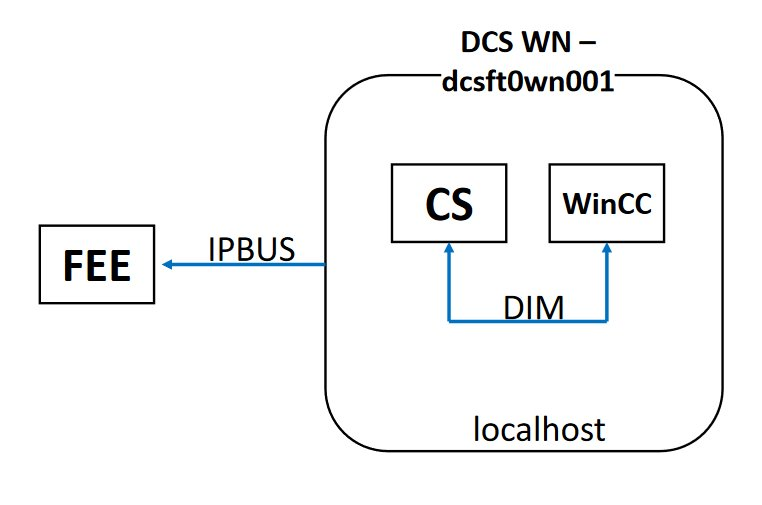 DCS WN –
dcsft0wn001
CS
WinCC
IPBUS
FEE
DIM
localhost